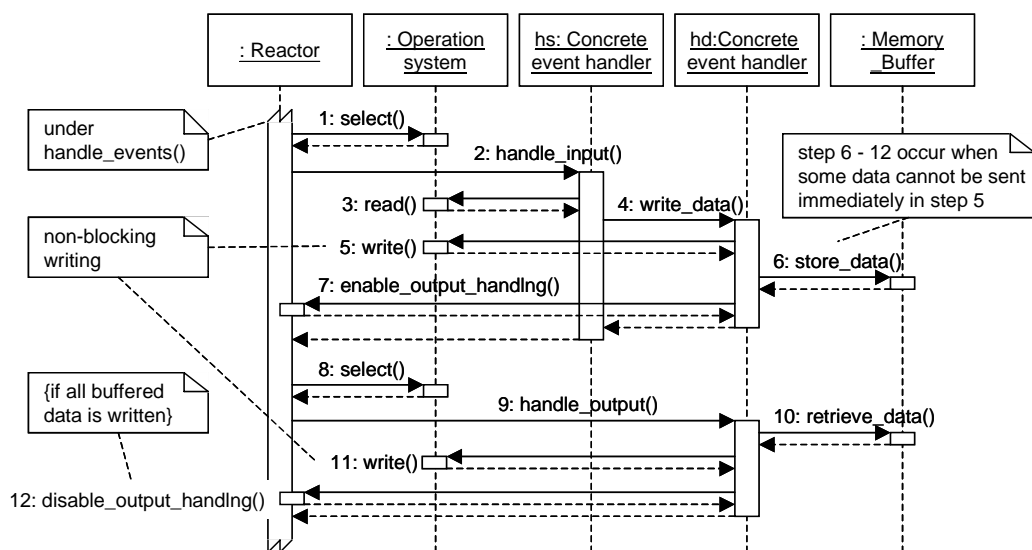 : Reactor
: Operation
system
hs: Concrete
event handler
hd:Concrete
event handler
: Memory
_Buffer
under
handle_events()
1: select()
2: handle_input()
step 6 - 12 occur when
some data cannot be sent
immediately in step 5
3: read()
4: write_data()
non-blocking
writing
5: write()
6: store_data()
7: enable_output_handlng()
8: select()
{if all buffered
data is written}
9: handle_output()
10: retrieve_data()
11: write()
12: disable_output_handlng()